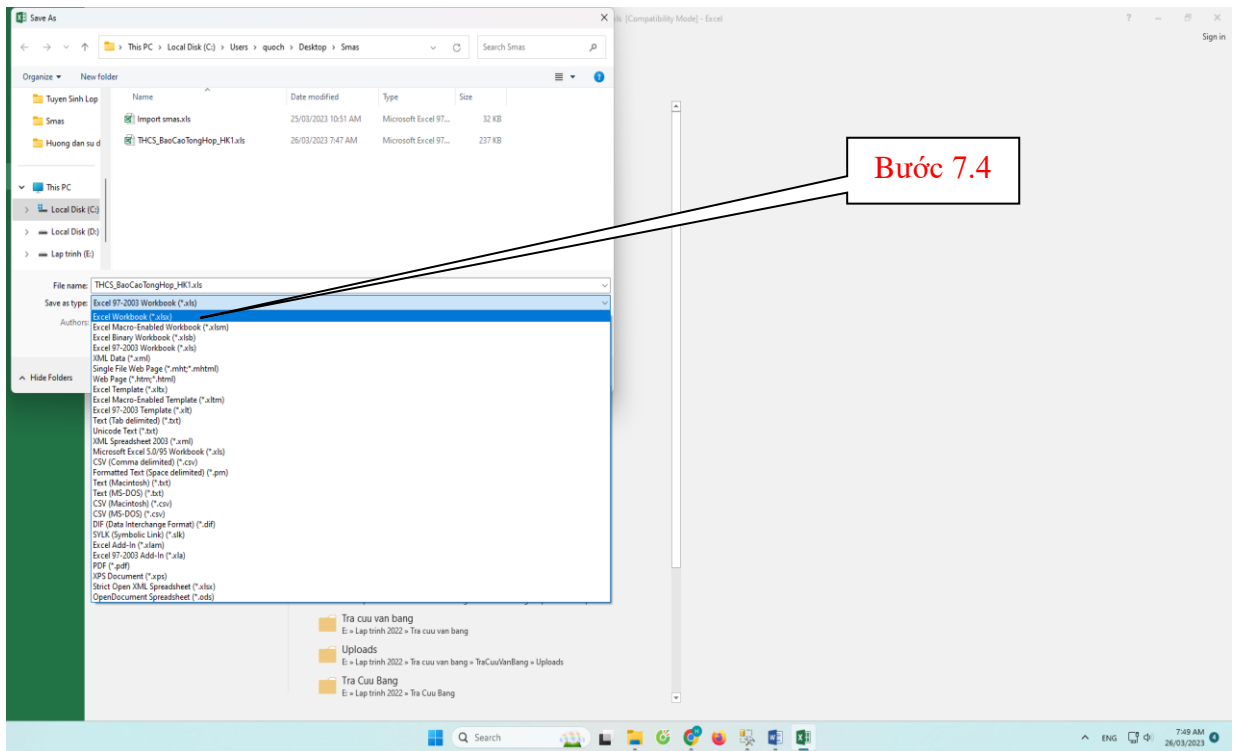 Save As
ls [Compatibility Mode] - Excel
Sign in
This PC > Local Disk (C:) > Users > quoch > Desktop > Smas
Search Smas
Organize
New folder
Name Date modified Type Size
Tuyen Sinh Lop
Smas
Huong dan su d
Import smas.xls 25/03/2023 10:51 AM Microsoft Excel 97... 32 KB
THCS_BaoCaoTongHop_HK1.xls 26/03/2023 7:47 AM Microsoft Excel 97... 237 KB
This PC
Local Disk (C:)
Local Disk (D:)
Lap trinh (E:)
Bước 7.4
File name: THCS_BaoCaoTongHop_HK1.xls
Save as type: Excel 97-2003 Workbook (*.xls)
Authors:
Hide Folders
Excel Workbook (*.xlsx)
Excel Macro-Enabled Workbook (*.xlsm)
Excel Binary Workbook (*.xlsb)
Excel 97-2003 Workbook (*.xls)
XML Data (*.xml)
Single File Web Page (*.mht;*.mhtml)
Web Page (*.htm;*.html)
Excel Template (*.xltx)
Excel Macro-Enabled Template (*.xltm)
Excel 97-2003 Template (*.xlt)
Text (Tab delimited) (*.txt)
Unicode Text (*.txt)
XML Spreadsheet 2003 (*.xml)
Microsoft Excel 5.0/95 Workbook (*.xls)
CSV (Comma delimited) (*.csv)
Formatted Text (Space delimited) (*.prn)
Text (Macintosh) (*.txt)
Text (MS-DOS) (*.txt)
CSV (Macintosh) (*.csv)
CSV (MS-DOS) (*.csv)
DIF (Data Interchange Format) (*.dif)
SYLK (Symbolic Link) (*.slk)
Excel Add-In (*.xlam)
Excel 97-2003 Add-In (*.xla)
PDF (*.pdf)
XPS Document (*.xps)
Strict Open XML Spreadsheet (*.xlsx)
OpenDocument Spreadsheet (*.ods)
Tra cuu van bang
E: » Lap trinh 2022 » Tra cuu van bang
Uploads
E: » Lap trinh 2022 » Tra cuu van bang » TraCuuVanBang » Uploads
Tra Cuu Bang
E: » Lap trinh 2022 » Tra Cuu Bang
Search
ENG
7:49 AM
26/03/2023